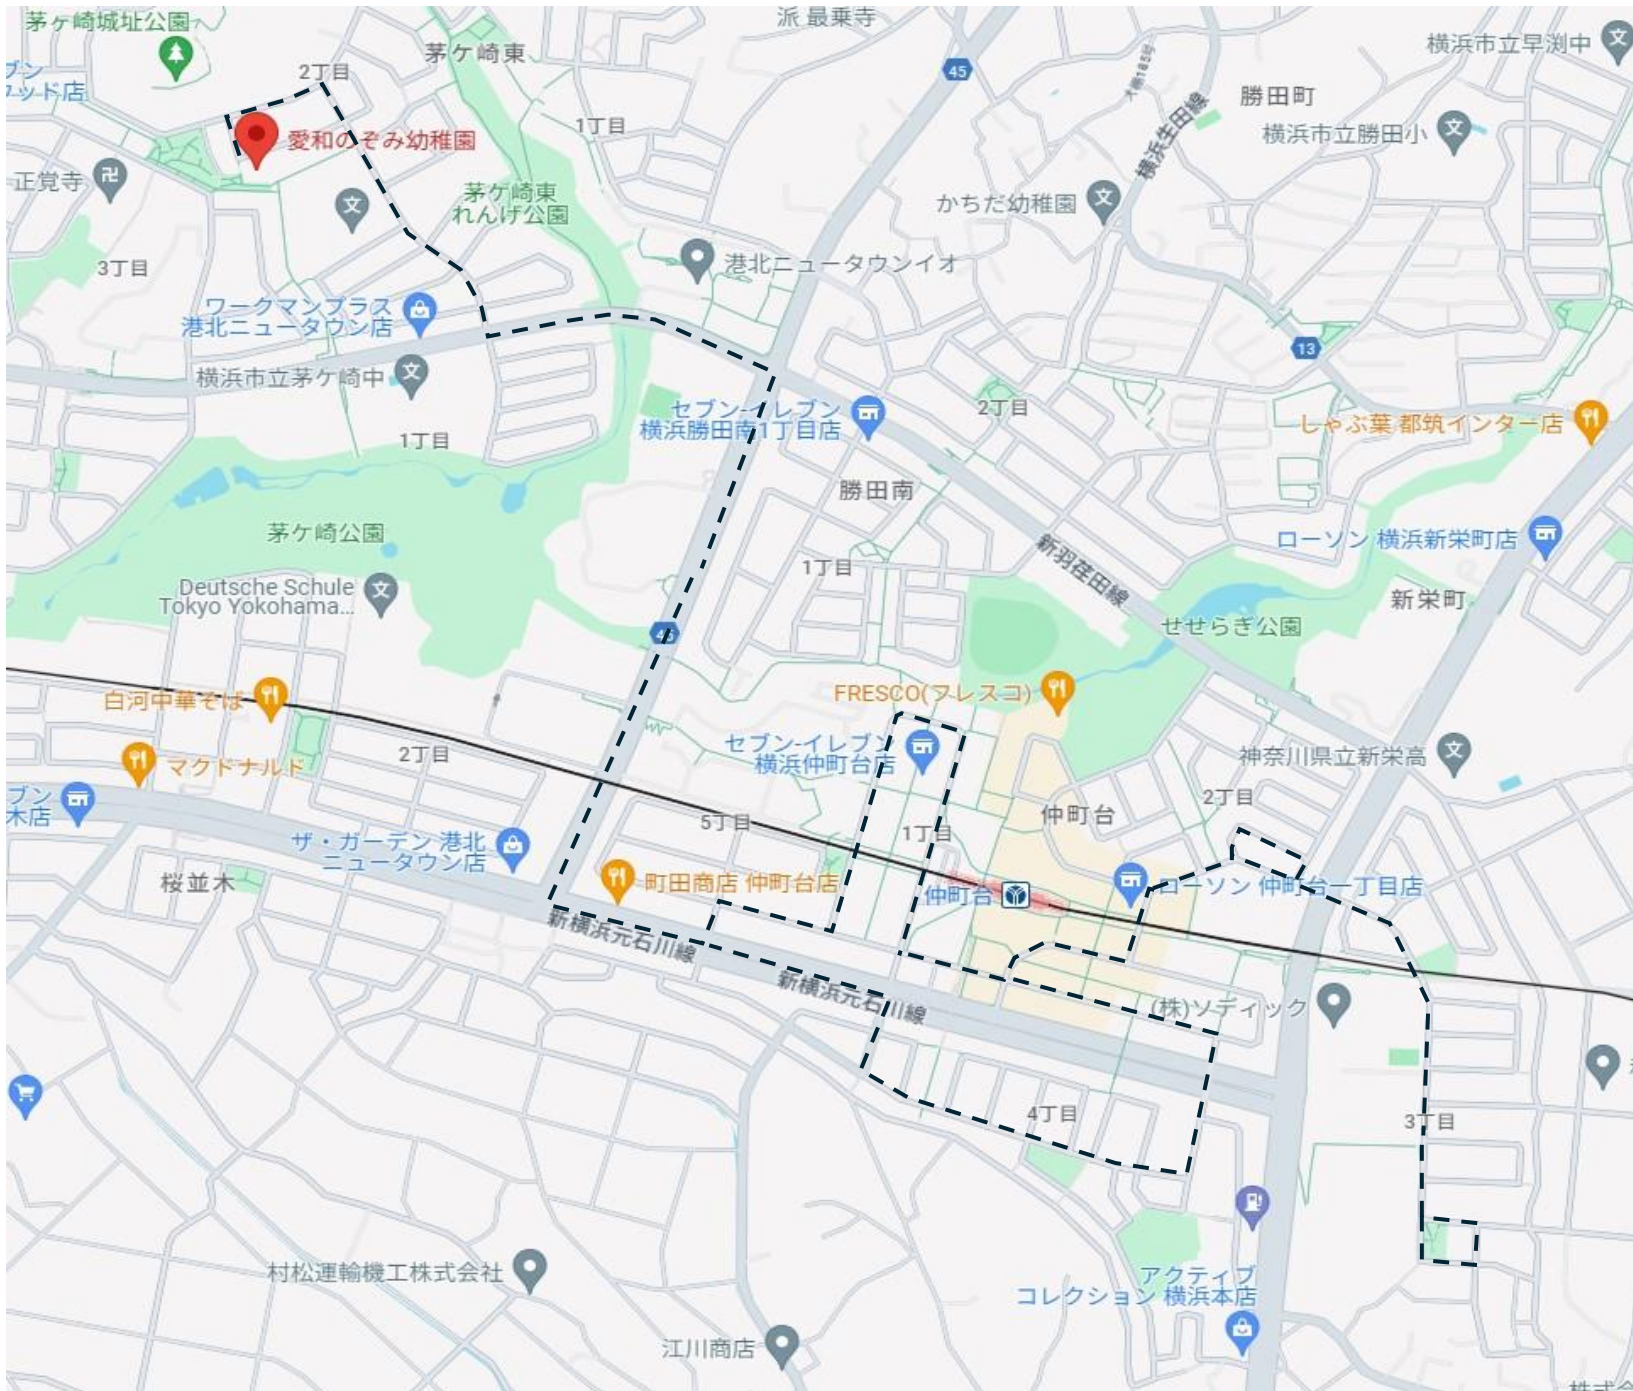 茅ケ崎城址公園
派 最乗寺
茅ケ崎東
横浜市立早渕中
45
2丁目
ブン
勝田町
1丁目
横浜生田線
横浜市立勝田小
愛和のぞみ幼稚園
正覚寺
茅ケ崎東
れんげ公園
かちだ幼稚園
3丁目
港北ニュータウンイオ
ワークマンプラス
港北ニュータウン店
13
横浜市立茅ケ崎中
セブン-イレブン
横浜勝田南1丁目店
2丁目
しゃぶ葉 都筑インター店
1丁目
勝田南
茅ケ崎公園
新羽荏田線
ローソン 横浜新栄町店
1丁目
Deutsche Schule
Tokyo Yokohama...
新栄町
せせらぎ公園
45
白河中華そば
FRESCO(フレスコ)
セブン-イレブン
横浜仲町台店
2丁目
マクドナルド
神奈川県立新栄高
ブン
木店
2丁目
仲町台
5丁目
1丁目
ザ・ガーデン 港北
ニュータウン店
桜並木
町田商店 仲町台店
仲町台
ローソン 仲町台一丁目店
新横浜元石川線
新横浜元石川線
(株)ソディック
4丁目
3丁目
村松運輸機工株式会社
アクティブ
コレクション 横浜本店
江川商店